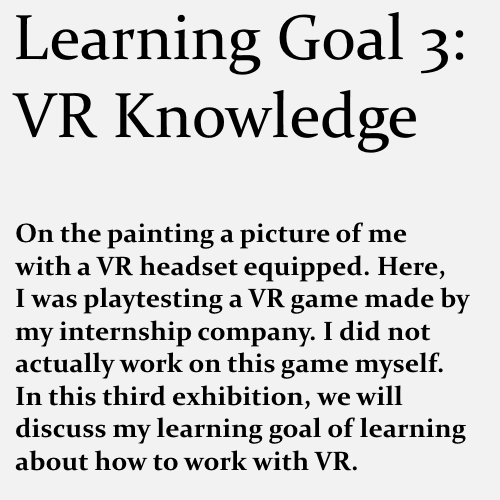 Learning Goal 3:
VR Knowledge
On the painting a picture of me
with a VR headset equipped. Here,
I was playtesting a VR game made by
my internship company. I did not
actually work on this game myself.
In this third exhibition, we will
discuss my learning goal of learning
about how to work with VR.